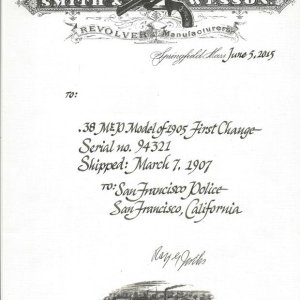 SMITH & WESSON.
REVOLVER Manufacturers
Springfield, Mass. June 5, 2015
TO:
.38 M&P Model of 1905 First Change
Serial no. 94321
Shipped: March 7, 1907
TO: San Francisco Police
San Francisco, California